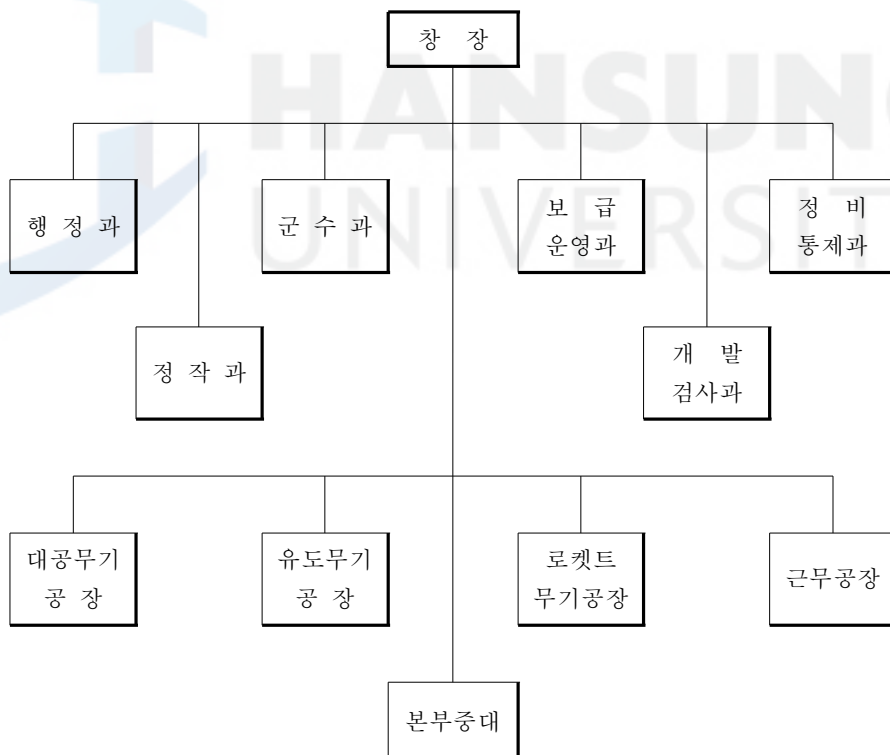 창 장
HANSUNG
UNIVERSIT
행 정 과
군 수 과
보 급
운영과
정 비
통제과
정 작 과
개 발
검사과
대공무기
공 장
유도무기
공 장
로켓트
무기공장
근무공장
본부중대